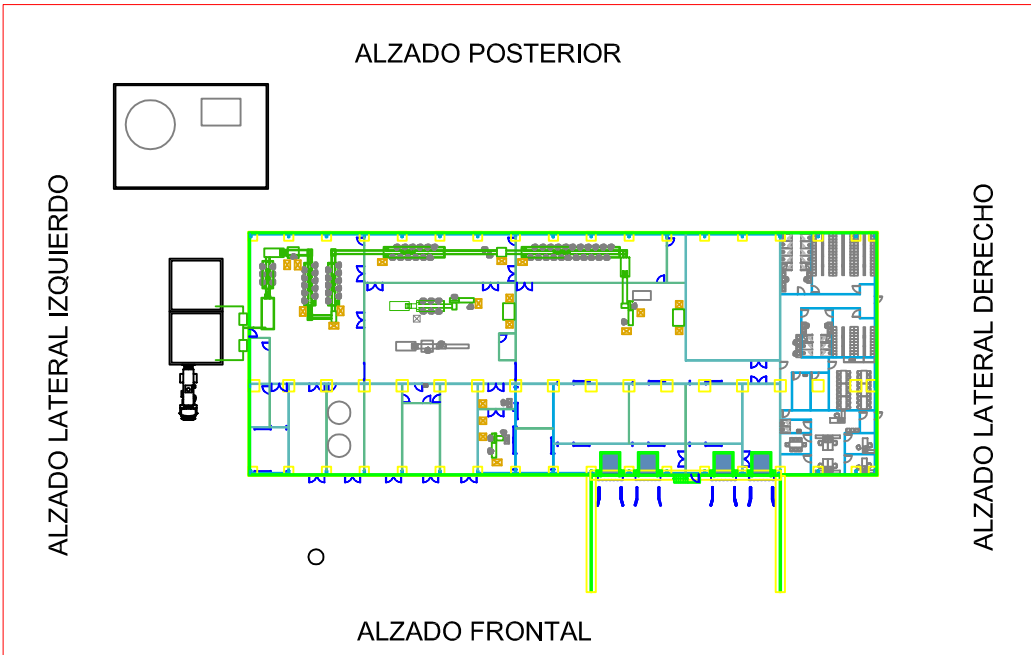 ALZADO POSTERIOR
ALZADO LATERAL IZQUIERDO
ALZADO LATERAL DERECHO
ALZADO FRONTAL